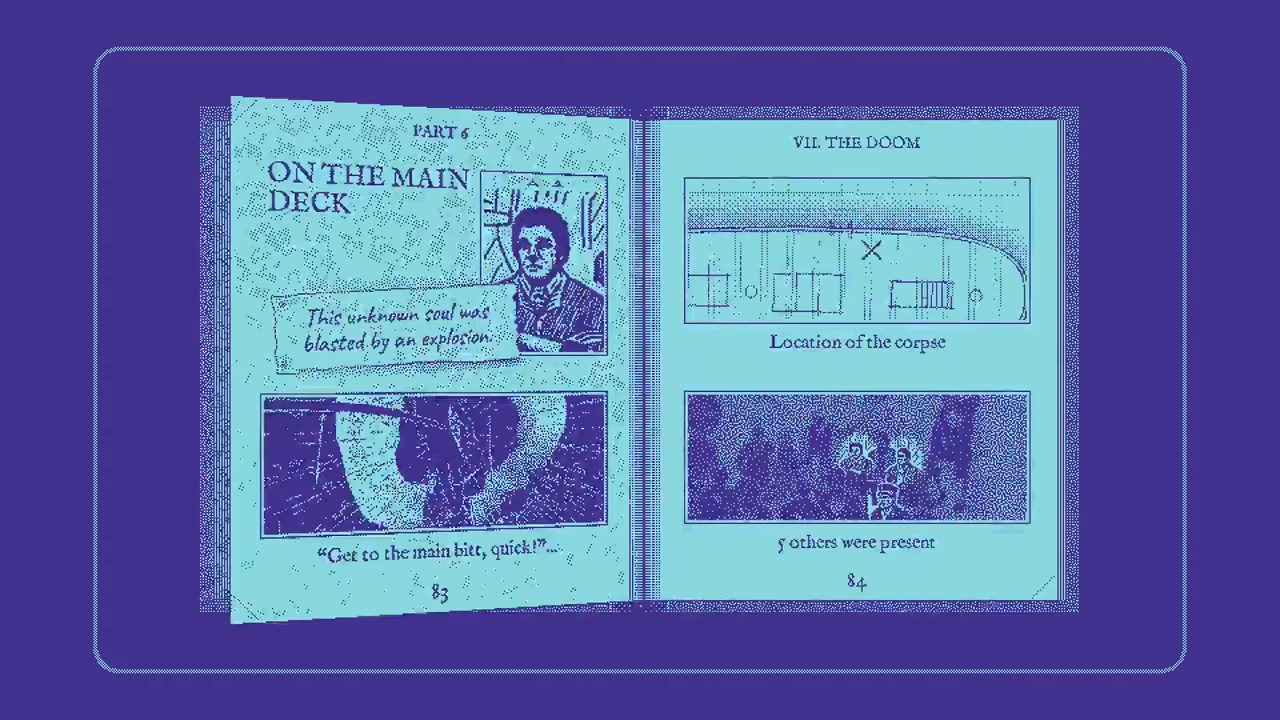 PART 6
ON THE MAIN
DECK
This unknown soul was
blasted by an explosion.
"Get to the main bitt, quick!"...
83
VII. THE DOOM
Location of the corpse
5 others were present
84